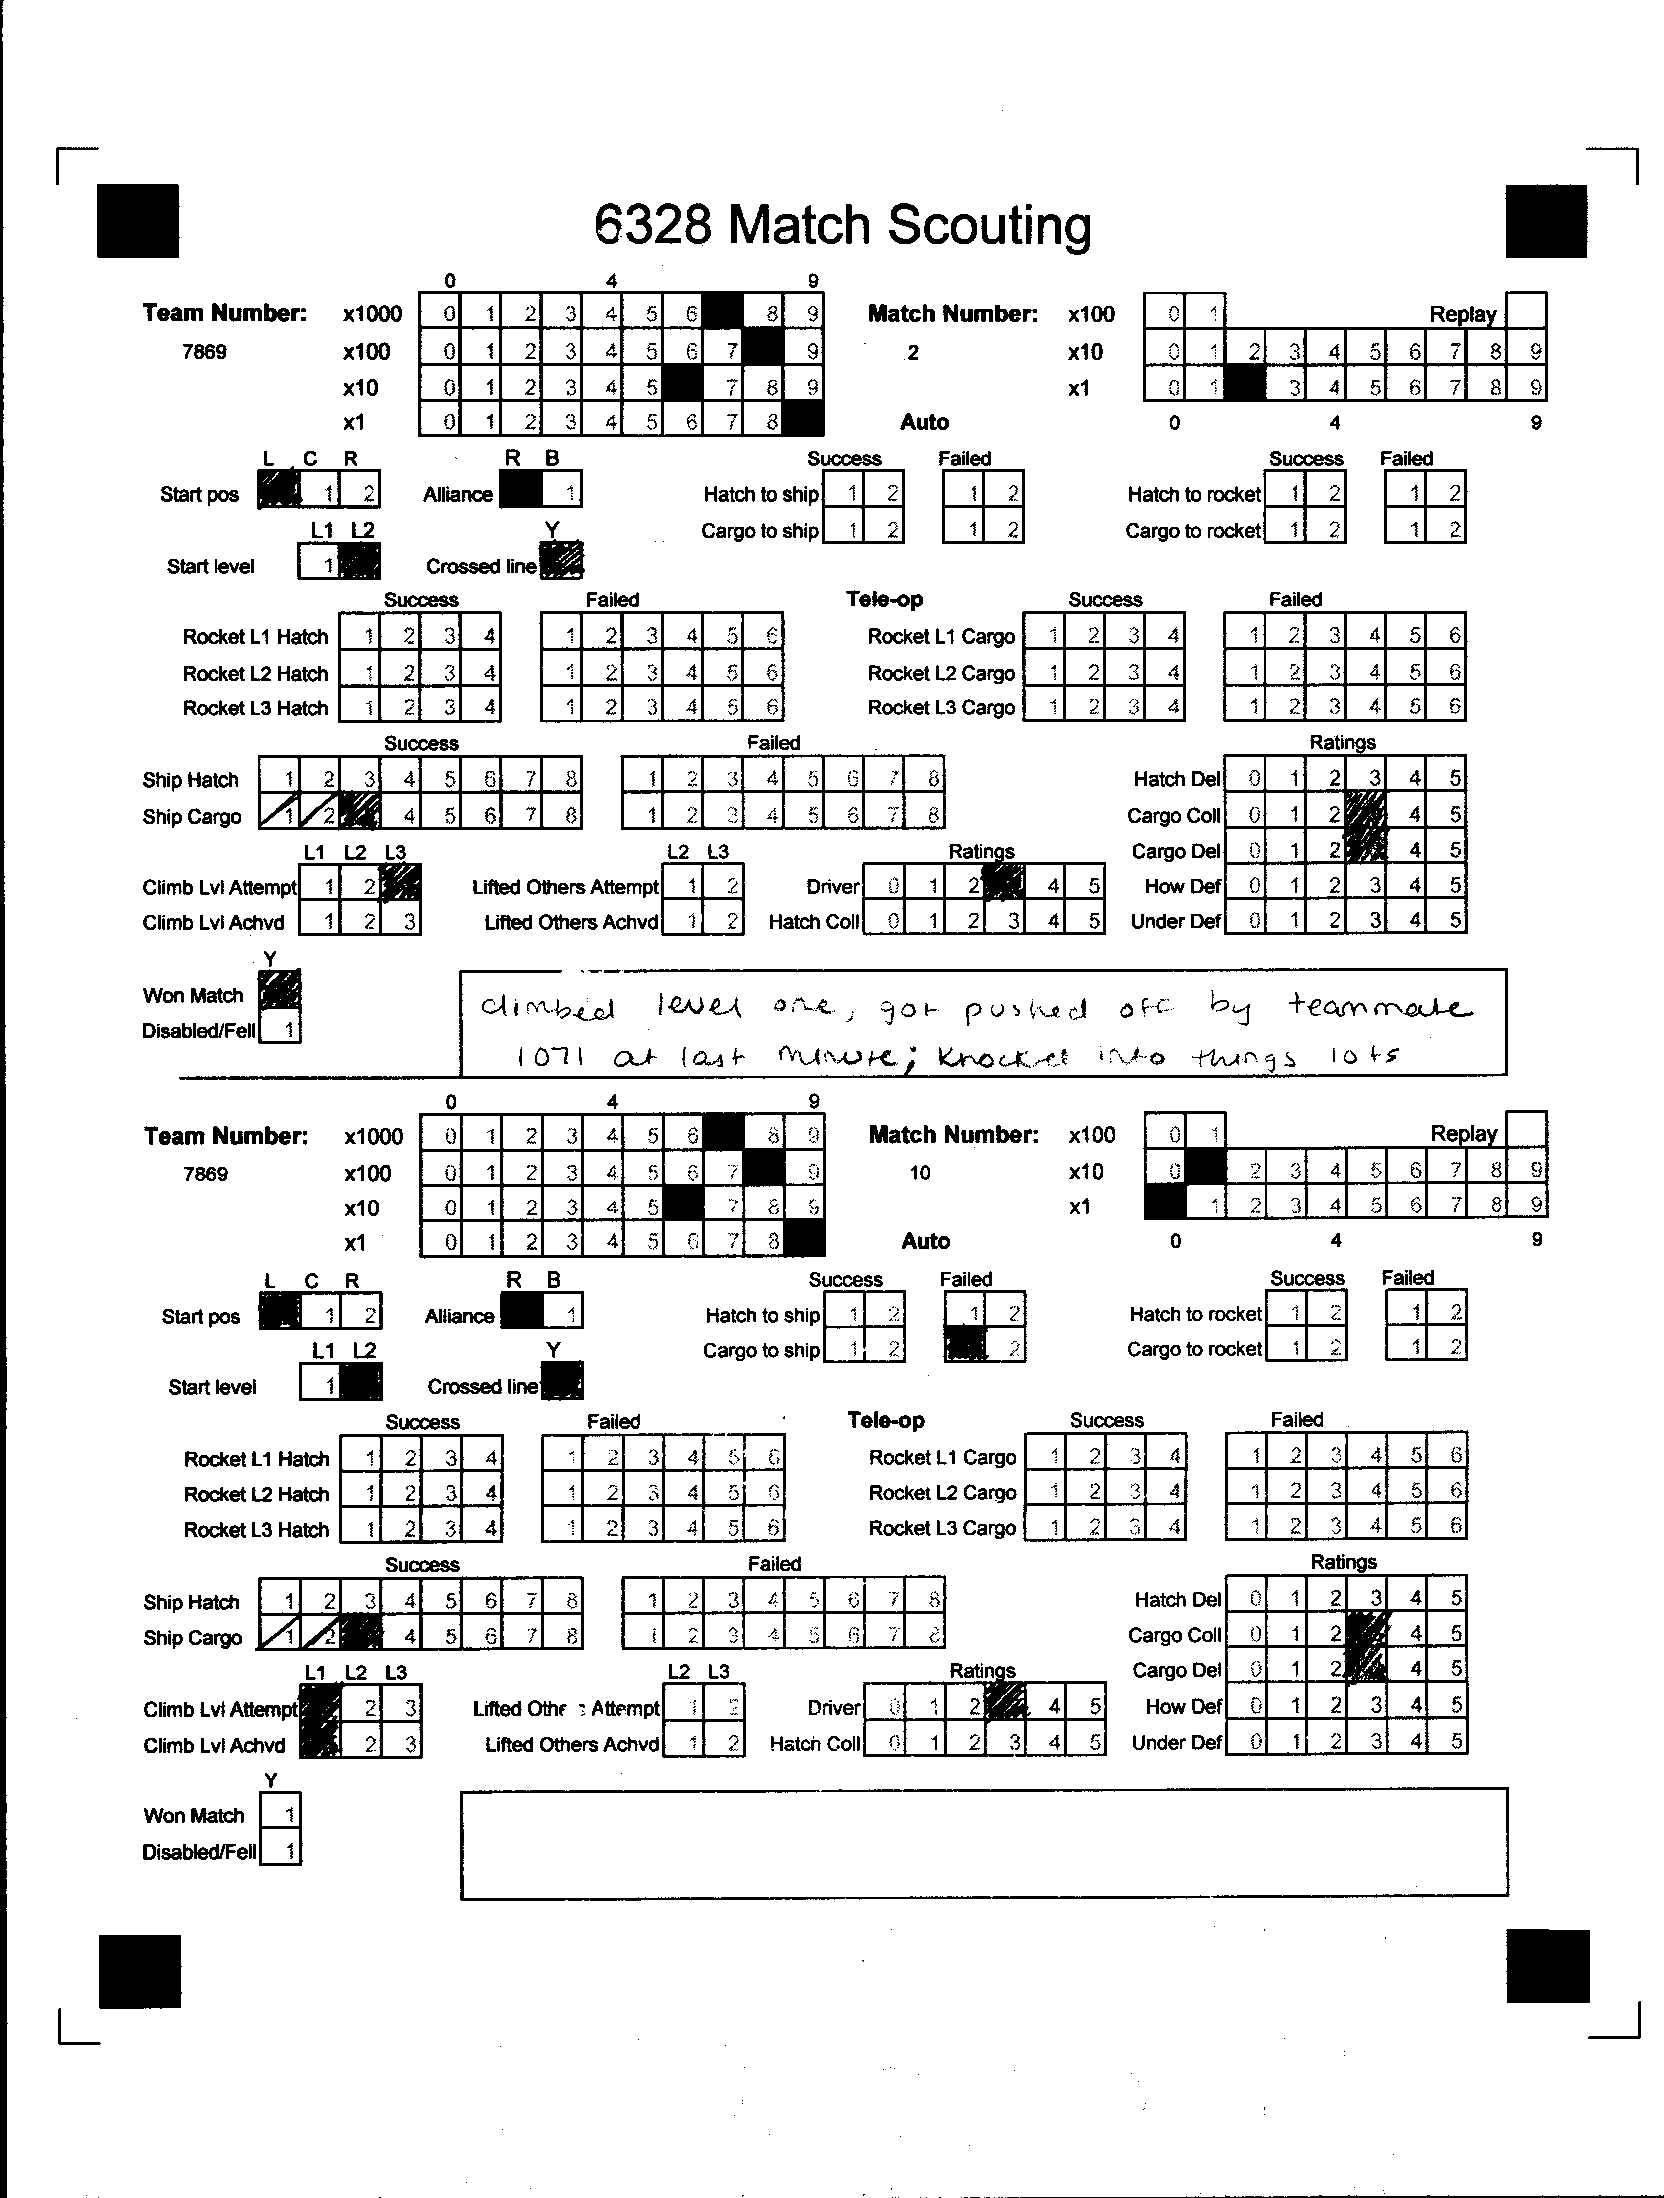 6328 Match Scouting
0 4 9
Team Number: x1000 0 1 2 3 4 5 6 8 9 Match Number: x100 0 1 Replay
7869 x100 0 1 2 3 4 5 6 7 9 2 x10 0 1 2 3 4 5 6 7 8 9
x10 0 1 2 3 4 5 7 8 9 x1 0 1 3 4 5 6 7 8 9
x1 0 1 2 3 4 5 6 7 8 Auto 0 4 9
L C R R B Success Failed Success Failed
Start pos 1 2 Alliance 1 Hatch to ship 1 2 1 2 Hatch to rocket 1 2 1 2
L1 L2 Y Cargo to ship 1 2 1 2 Cargo to rocket 1 2 1 2
Start level 1 Crossed line
Success Failed Tele-op Success Failed
Rocket L1 Hatch 1 2 3 4 1 2 3 4 5 6 Rocket L1 Cargo 1 2 3 4 1 2 3 4 5 6
Rocket L2 Hatch 1 2 3 4 1 2 3 4 5 6 Rocket L2 Cargo 1 2 3 4 1 2 3 4 5 6
Rocket L3 Hatch 1 2 3 4 1 2 3 4 5 6 Rocket L3 Cargo 1 2 3 4 1 2 3 4 5 6
Success Failed Ratings
Ship Hatch 1 2 3 4 5 6 7 8 1 2 3 4 5 6 7 8 Hatch Del 0 1 2 3 4 5
Ship Cargo 1 2 4 5 6 7 8 1 2 3 4 5 6 7 8 Cargo Coll 0 1 2 4 5
L1 L2 L3 L2 L3 Ratings Cargo Del 0 1 2 4 5
Climb Lvl Attempt 1 2 Lifted Others Attempt 1 2 Driver 0 1 2 4 5 How Def 0 1 2 3 4 5
Climb Lvl Achvd 1 2 3 Lifted Others Achvd 1 2 Hatch Coll 0 1 2 3 4 5 Under Def 0 1 2 3 4 5
Y
Won Match climbed level one, got pushed off by teammate
Disabled/Fell 1 1071 at last minute; knocked into things lots
0 4 9
Team Number: x1000 0 1 2 3 4 5 6 8 9 Match Number: x100 0 1 Replay
7869 x100 0 1 2 3 4 5 6 7 9 10 x10 0 2 3 4 5 6 7 8 9
x10 0 1 2 3 4 5 7 8 9 x1 1 2 3 4 5 6 7 8 9
x1 0 1 2 3 4 5 6 7 8 Auto 0 4 9
L C R R B Success Failed Success Failed
Start pos 1 2 Alliance 1 Hatch to ship 1 2 1 2 Hatch to rocket 1 2 1 2
L1 L2 Y Cargo to ship 1 2 2 Cargo to rocket 1 2 1 2
Start level 1 Crossed line
Success Failed Tele-op Success Failed
Rocket L1 Hatch 1 2 3 4 1 2 3 4 5 6 Rocket L1 Cargo 1 2 3 4 1 2 3 4 5 6
Rocket L2 Hatch 1 2 3 4 1 2 3 4 5 6 Rocket L2 Cargo 1 2 3 4 1 2 3 4 5 6
Rocket L3 Hatch 1 2 3 4 1 2 3 4 5 6 Rocket L3 Cargo 1 2 3 4 1 2 3 4 5 6
Success Failed Ratings
Ship Hatch 1 2 3 4 5 6 7 8 1 2 3 4 5 6 7 8 Hatch Del 0 1 2 3 4 5
Ship Cargo 1 2 4 5 6 7 8 1 2 3 4 5 6 7 8 Cargo Coll 0 1 2 4 5
L1 L2 L3 L2 L3 Ratings Cargo Del 0 1 2 4 5
Climb Lvl Attempt 2 3 Lifted Attempt 1 2 Driver 0 1 2 4 5 How Def 0 1 2 3 4 5
Climb Lvl Achvd 2 3 Lifted Others Achvd 1 2 Hatch Coll 0 1 2 3 4 5 Under Def 0 1 2 3 4 5
Y
Won Match 1
Disabled/Fell 1